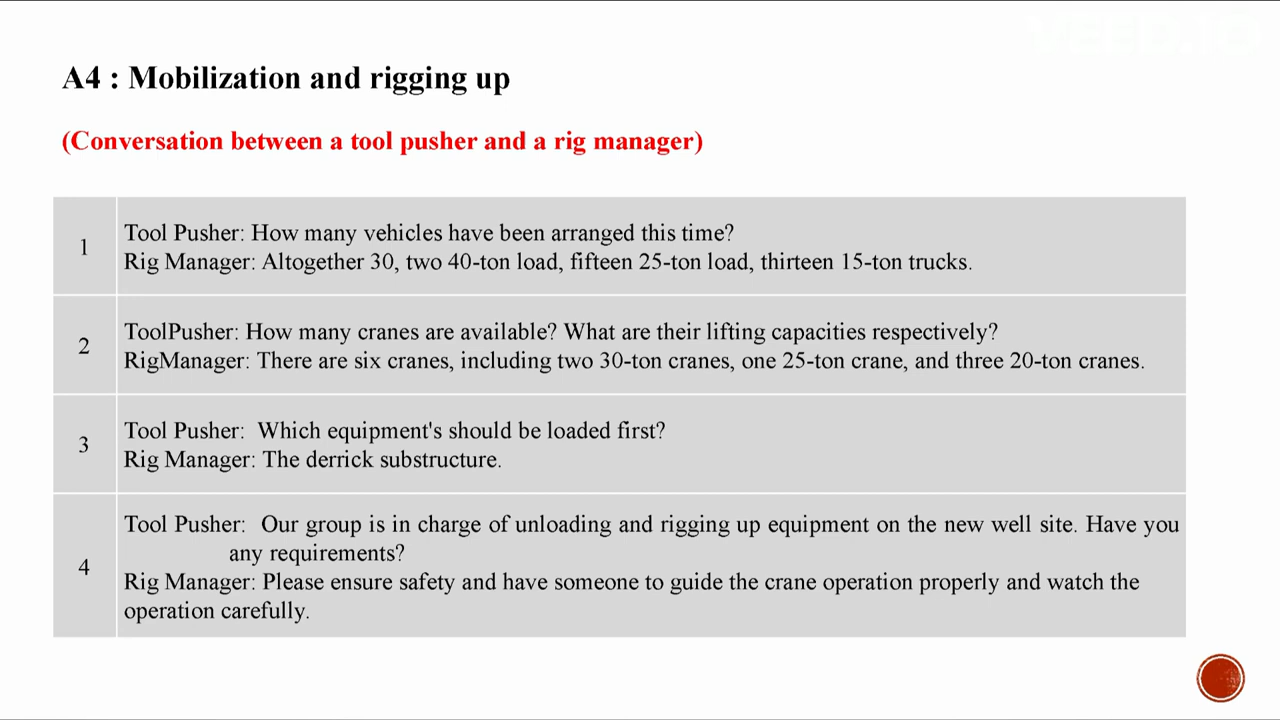 VEED.IO
A4 : Mobilization and rigging up
(Conversation between a tool pusher and a rig manager)
1
Tool Pusher: How many vehicles have been arranged this time?
Rig Manager: Altogether 30, two 40-ton load, fifteen 25-ton load, thirteen 15-ton trucks.
2
ToolPusher: How many cranes are available? What are their lifting capacities respectively?
RigManager: There are six cranes, including two 30-ton cranes, one 25-ton crane, and three 20-ton cranes.
3
Tool Pusher:  Which equipment's should be loaded first?
Rig Manager: The derrick substructure.
4
Tool Pusher:  Our group is in charge of unloading and rigging up equipment on the new well site. Have you
any requirements?
Rig Manager: Please ensure safety and have someone to guide the crane operation properly and watch the
operation carefully.